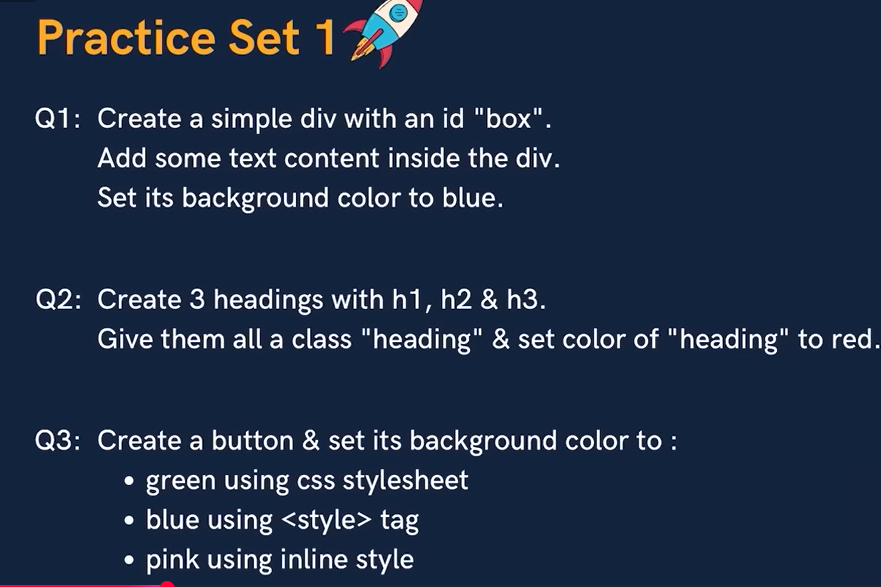 Practice Set 1
Q1: Create a simple div with an id "box".
Add some text content inside the div.
Set its background color to blue.
Q2: Create 3 headings with h1, h2 & h3.
Give them all a class "heading" & set color of "heading" to red.
Q3: Create a button & set its background color to :
• green using css stylesheet
• blue using <style> tag
• pink using inline style